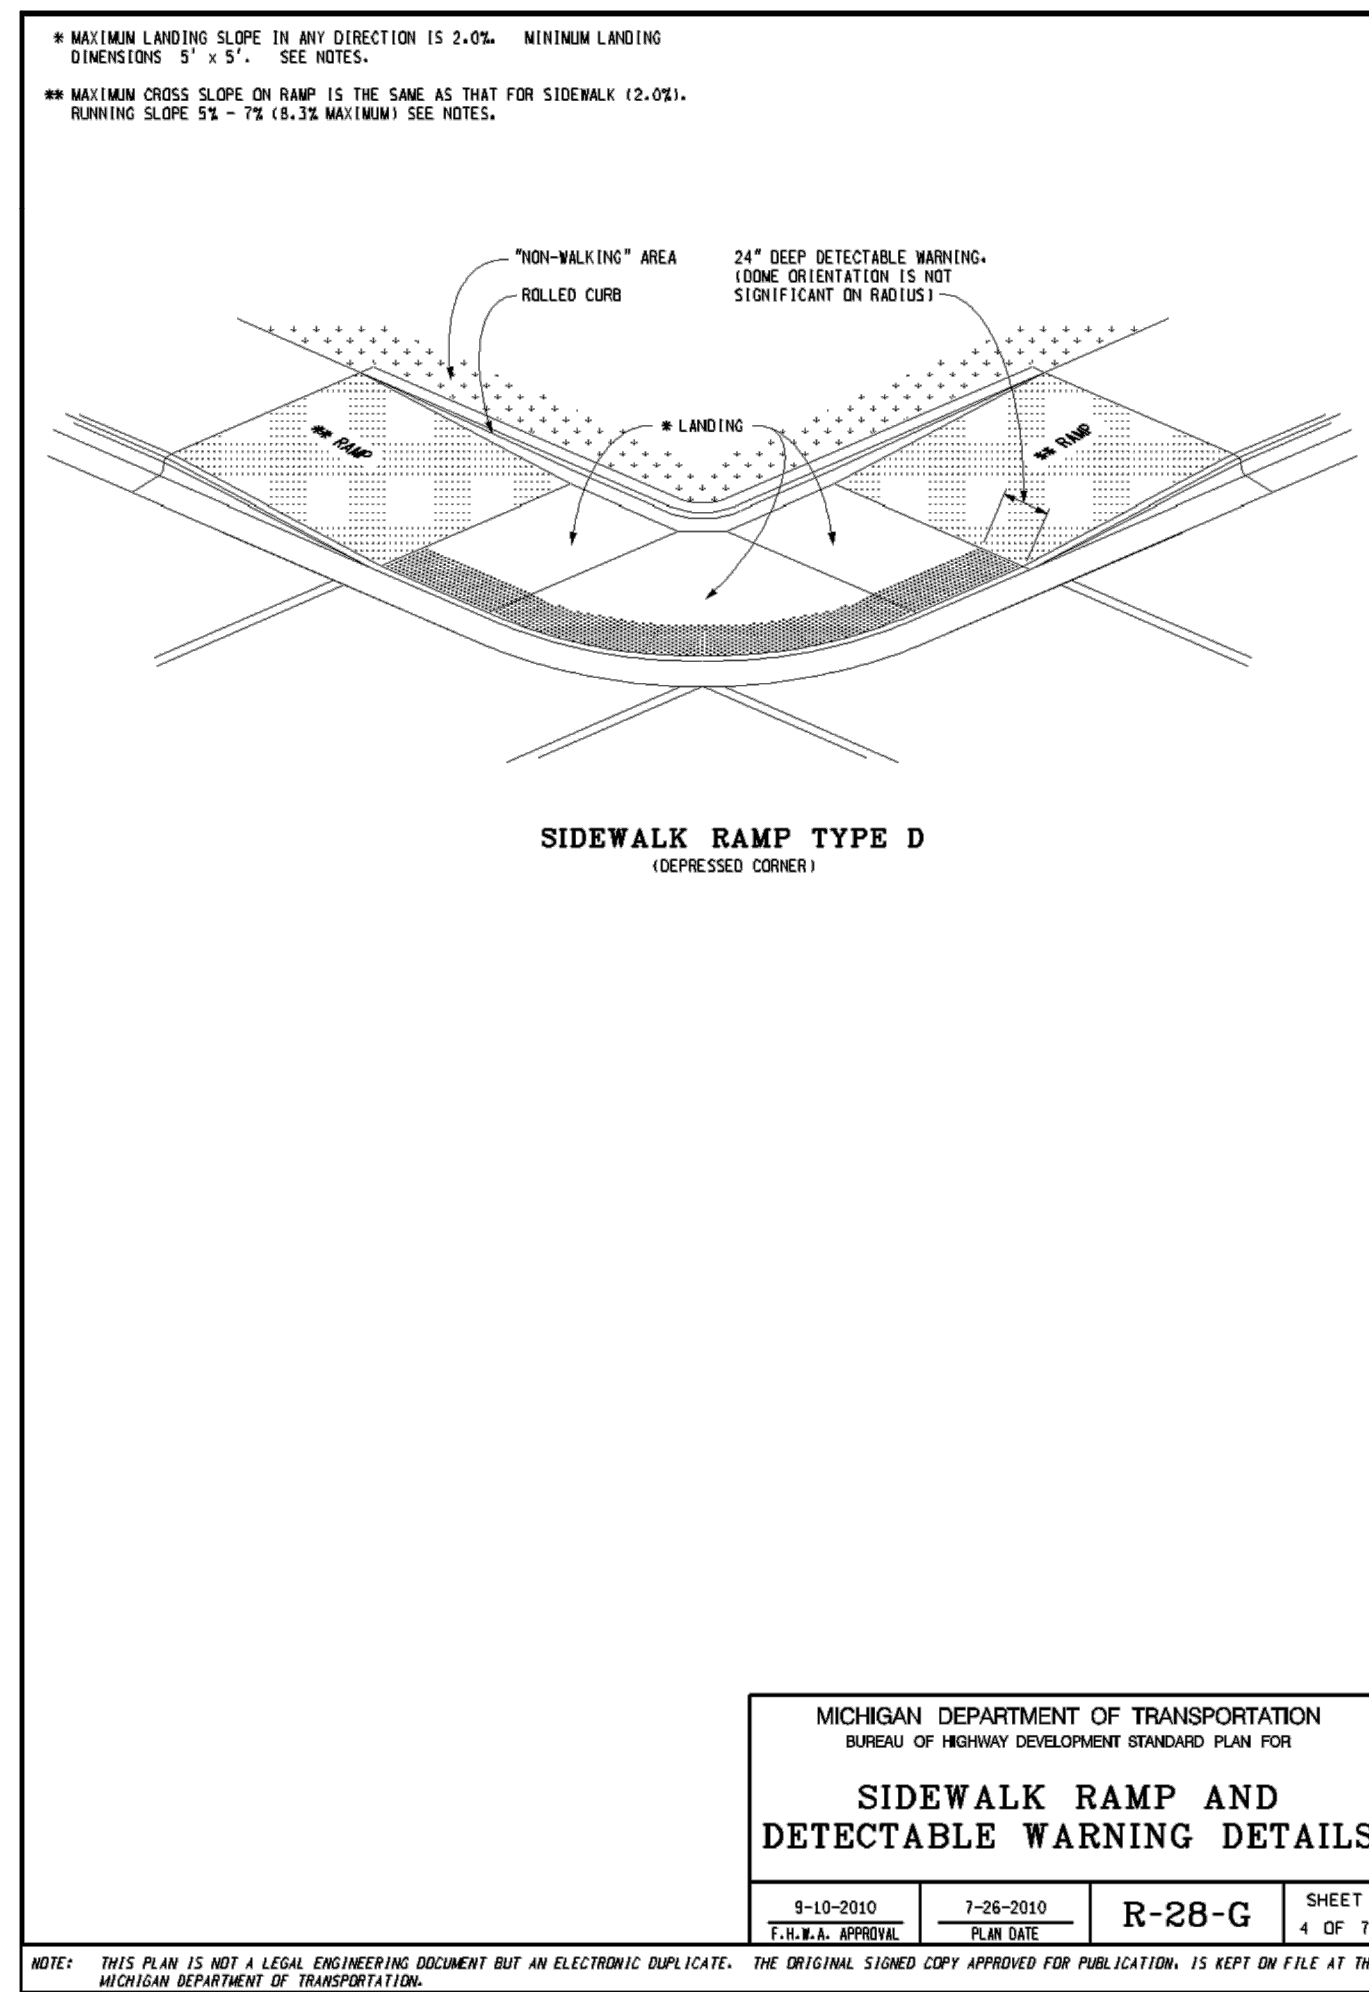 * MAXIMUM LANDING SLOPE IN ANY DIRECTION IS 2.0%. MINIMUM LANDING
DIMENSIONS 5' x 5'. SEE NOTES.
** MAXIMUM CROSS SLOPE ON RAMP IS THE SAME AS THAT FOR SIDEWALK (2.0%).
RUNNING SLOPE 5% - 7% (8.3% MAXIMUM) SEE NOTES.
"NON-WALKING" AREA
ROLLED CURB
24" DEEP DETECTABLE WARNING.
(DOME ORIENTATION IS NOT
SIGNIFICANT ON RADIUS)
* LANDING
** RAMP
** RAMP
SIDEWALK RAMP TYPE D
(DEPRESSED CORNER)
MICHIGAN DEPARTMENT OF TRANSPORTATION
BUREAU OF HIGHWAY DEVELOPMENT STANDARD PLAN FOR
SIDEWALK RAMP AND
DETECTABLE WARNING DETAILS
9-10-2010
F.H.W.A. APPROVAL
7-26-2010
PLAN DATE
R-28-G
SHEET
4 OF 7
NOTE: THIS PLAN IS NOT A LEGAL ENGINEERING DOCUMENT BUT AN ELECTRONIC DUPLICATE. THE ORIGINAL SIGNED COPY APPROVED FOR PUBLICATION, IS KEPT ON FILE AT TH
MICHIGAN DEPARTMENT OF TRANSPORTATION.